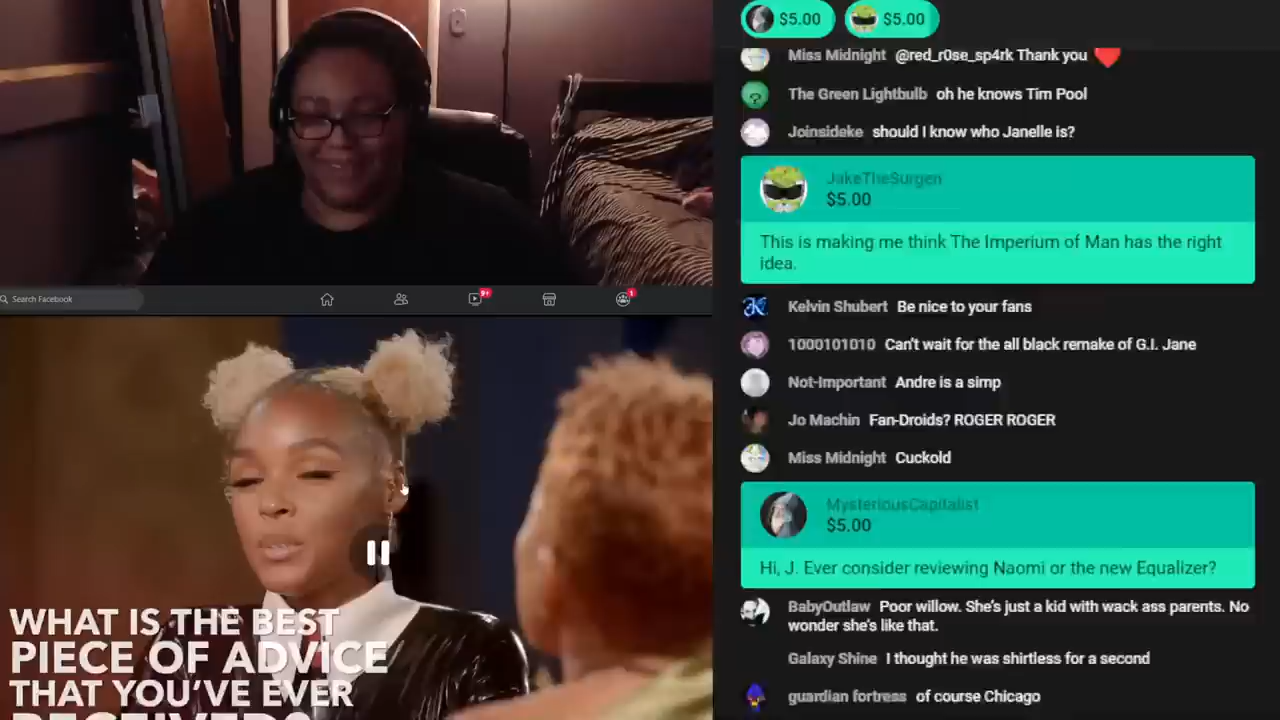 $5.00 $5.00
Miss Midnight @red_r0se_sp4rk Thank you
The Green Lightbulb oh he knows Tim Pool
Joinsideke should I know who Janelle is?
JakeTheSurgen
$5.00
This is making me think The Imperium of Man has the right
idea.
Kelvin Shubert Be nice to your fans
1000101010 Can't wait for the all black remake of G.I. Jane
Not-Important Andre is a simp
Jo Machin Fan-Droids? ROGER ROGER
Miss Midnight Cuckold
MysteriousCapitalist
$5.00
Hi, J. Ever consider reviewing Naomi or the new Equalizer?
BabyOutlaw Poor willow. She's just a kid with wack ass parents. No
wonder she's like that.
Galaxy Shine I thought he was shirtless for a second
guardian fortress of course Chicago
Search Facebook
9+ 1
WHAT IS THE BEST
PIECE OF ADVICE
THAT YOU'VE EVER
RECEIVED?